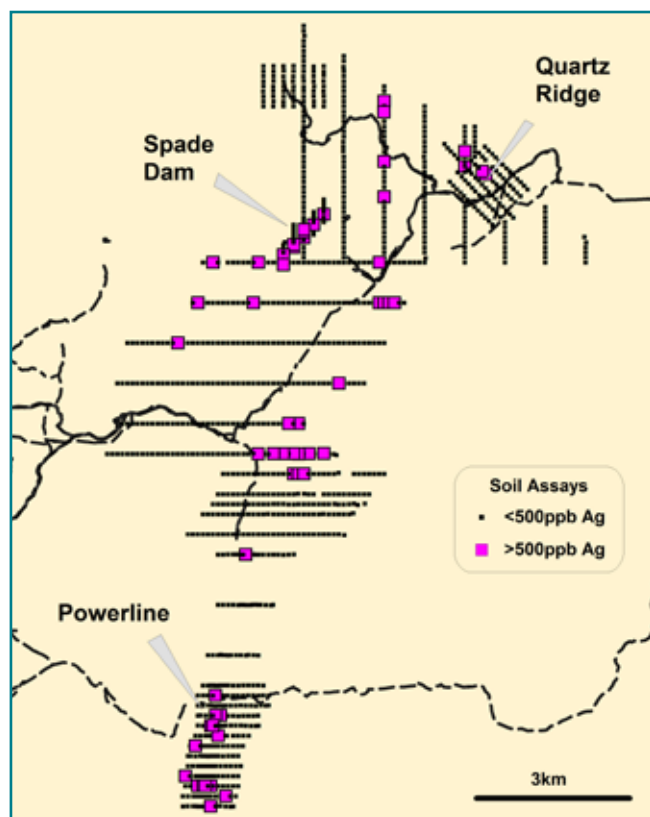 Quartz
Ridge
Spade
Dam
Soil Assays
<500ppb Ag
>500ppb Ag
Powerline
3km